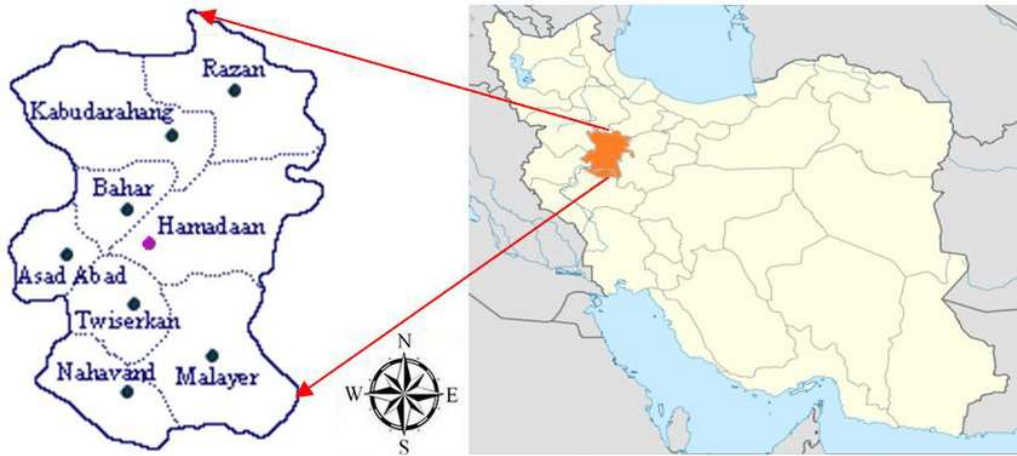 Razan
Kabudarahang
Bahar
Hamadaan
Asad Abad
Twiserkan
Nahavand
Malayer
N
W
E
S